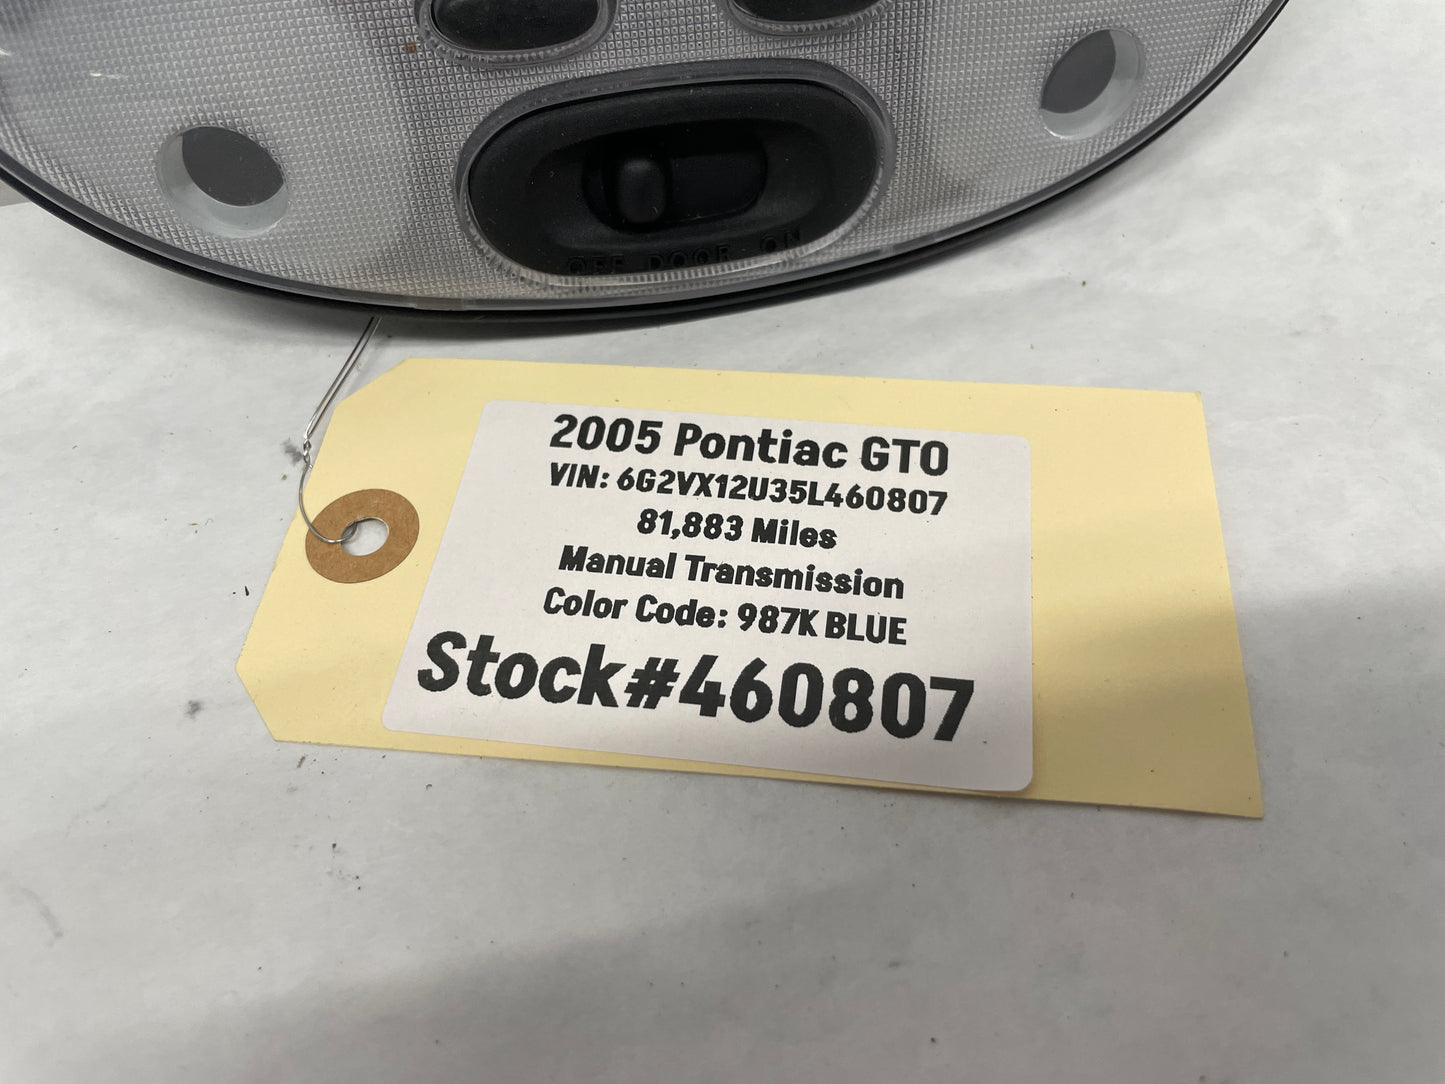 OFF DOOR ON
2005 Pontiac GTO
VIN: 6G2VX12U35L460807
81,883 Miles
Manual Transmission
Color Code: 987K BLUE
Stock#460807